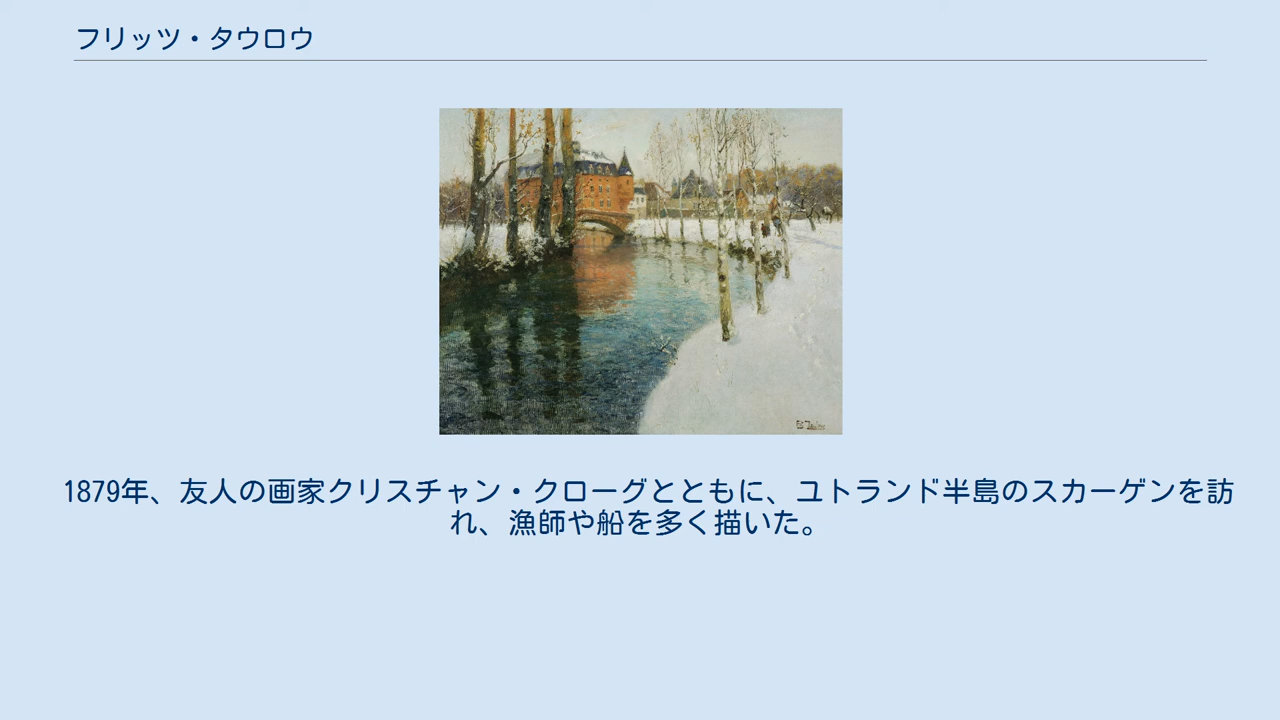 フリッツ・タウロウ
1879年、友人の画家クリスチャン・クローグとともに、ユトランド半島のスカーゲンを訪
れ、漁師や船を多く描いた。